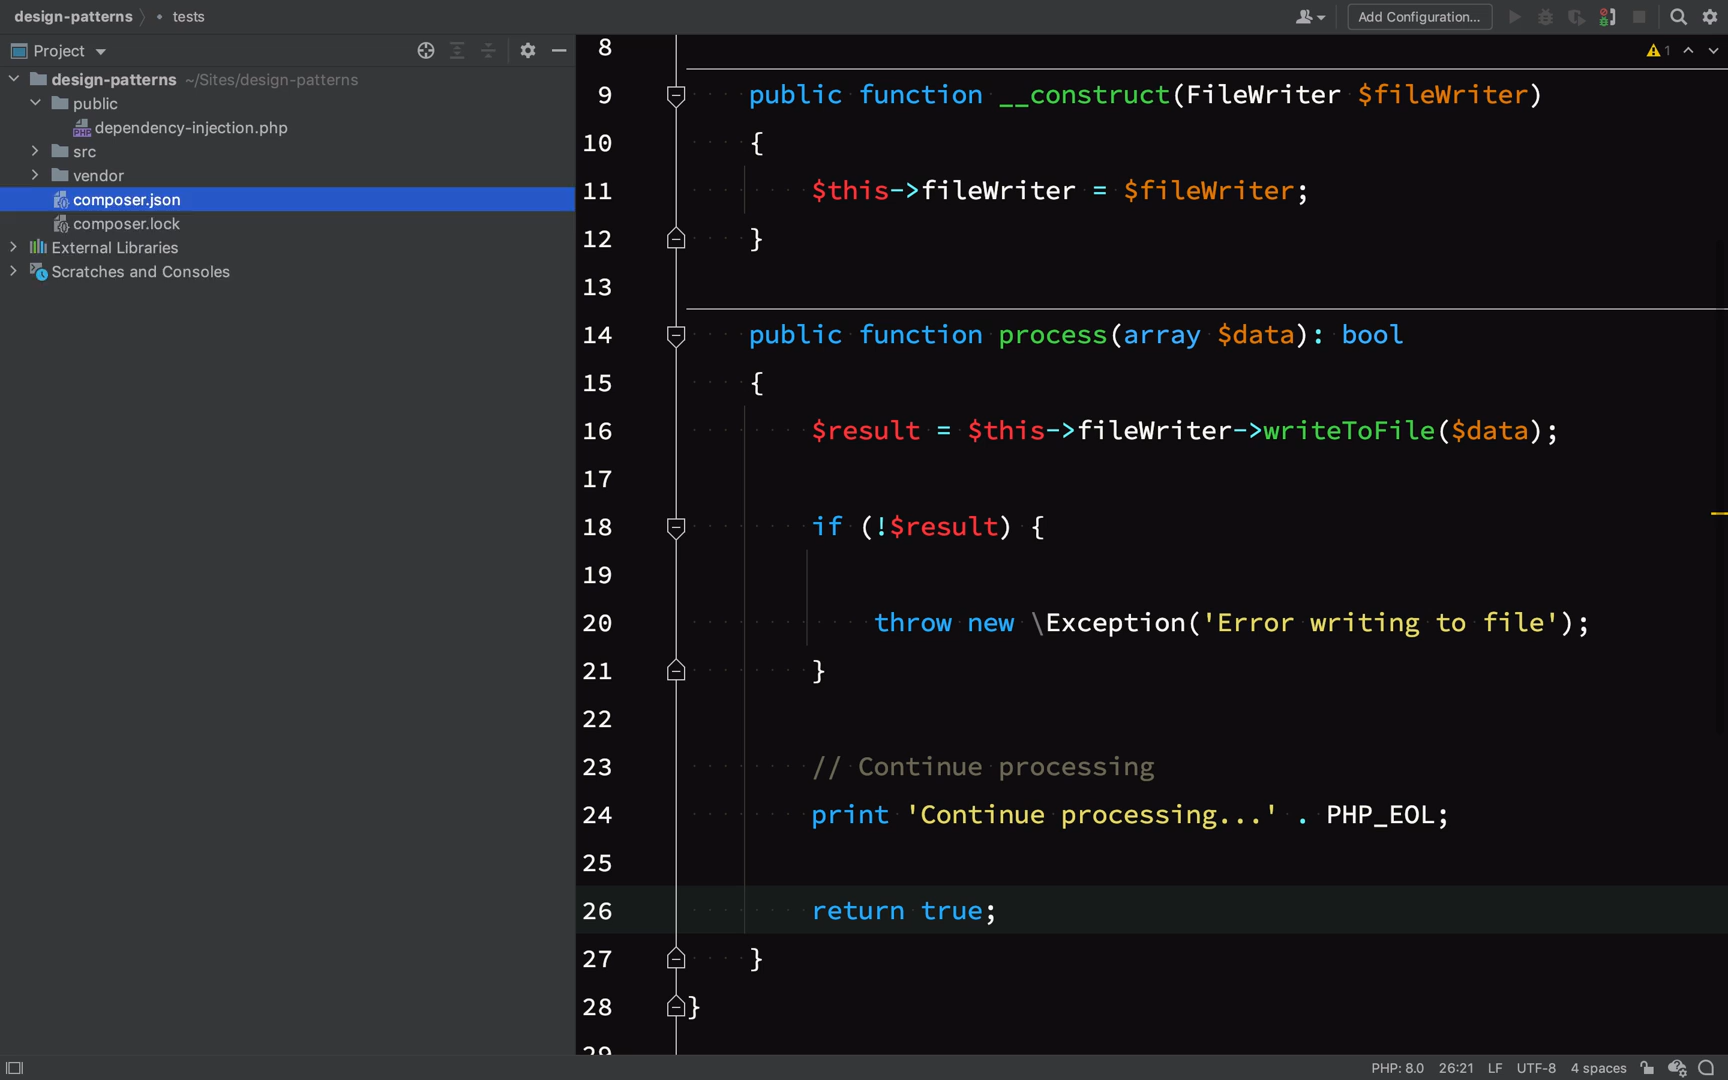 design-patterns tests
Add Configuration...
Project
1
design-patterns ~/Sites/design-patterns
public
dependency-injection.php
src
vendor
composer.json
composer.lock
External Libraries
Scratches and Consoles
8
9 public function __construct(FileWriter $fileWriter)
10 {
11 $this->fileWriter = $fileWriter;
12 }
13
14 public function process(array $data): bool
15 {
16 $result = $this->fileWriter->writeToFile($data);
17
18 if (!$result) {
19
20 throw new \Exception('Error writing to file');
21 }
22
23 // Continue processing
24 print 'Continue processing...' . PHP_EOL;
25
26 return true;
27 }
28 }
29
PHP: 8.0 26:21 LF UTF-8 4 spaces